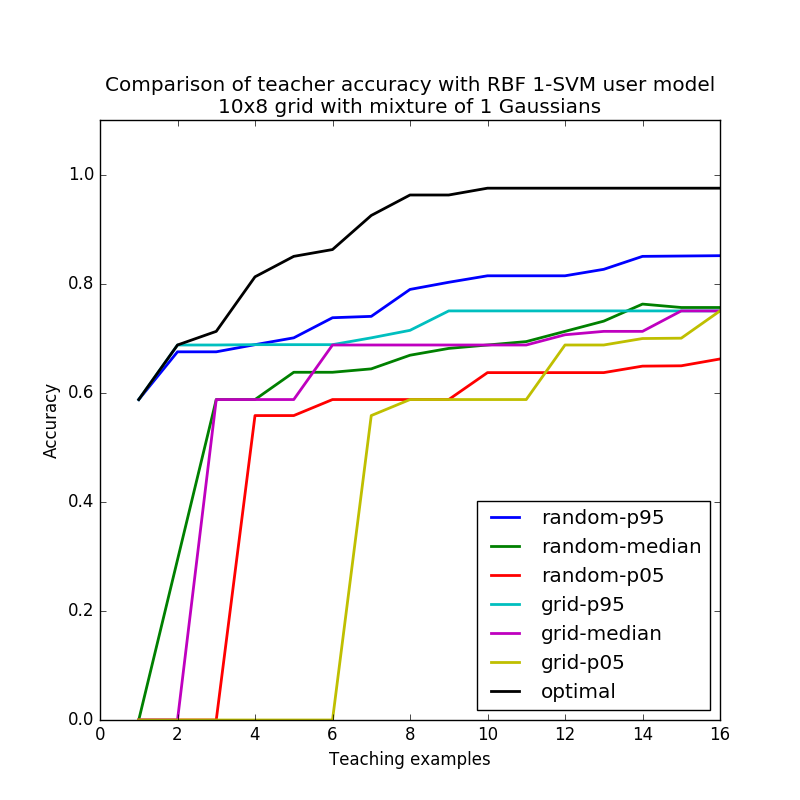 Comparison of teacher accuracy with RBF 1-SVM user model
10x8 grid with mixture of 1 Gaussians
1.0
0.8
0.6
0.4
0.2
0.0
Accuracy
random-p95
random-median
random-p05
grid-p95
grid-median
grid-p05
optimal
0 2 4 6 8 10 12 14 16
Teaching examples